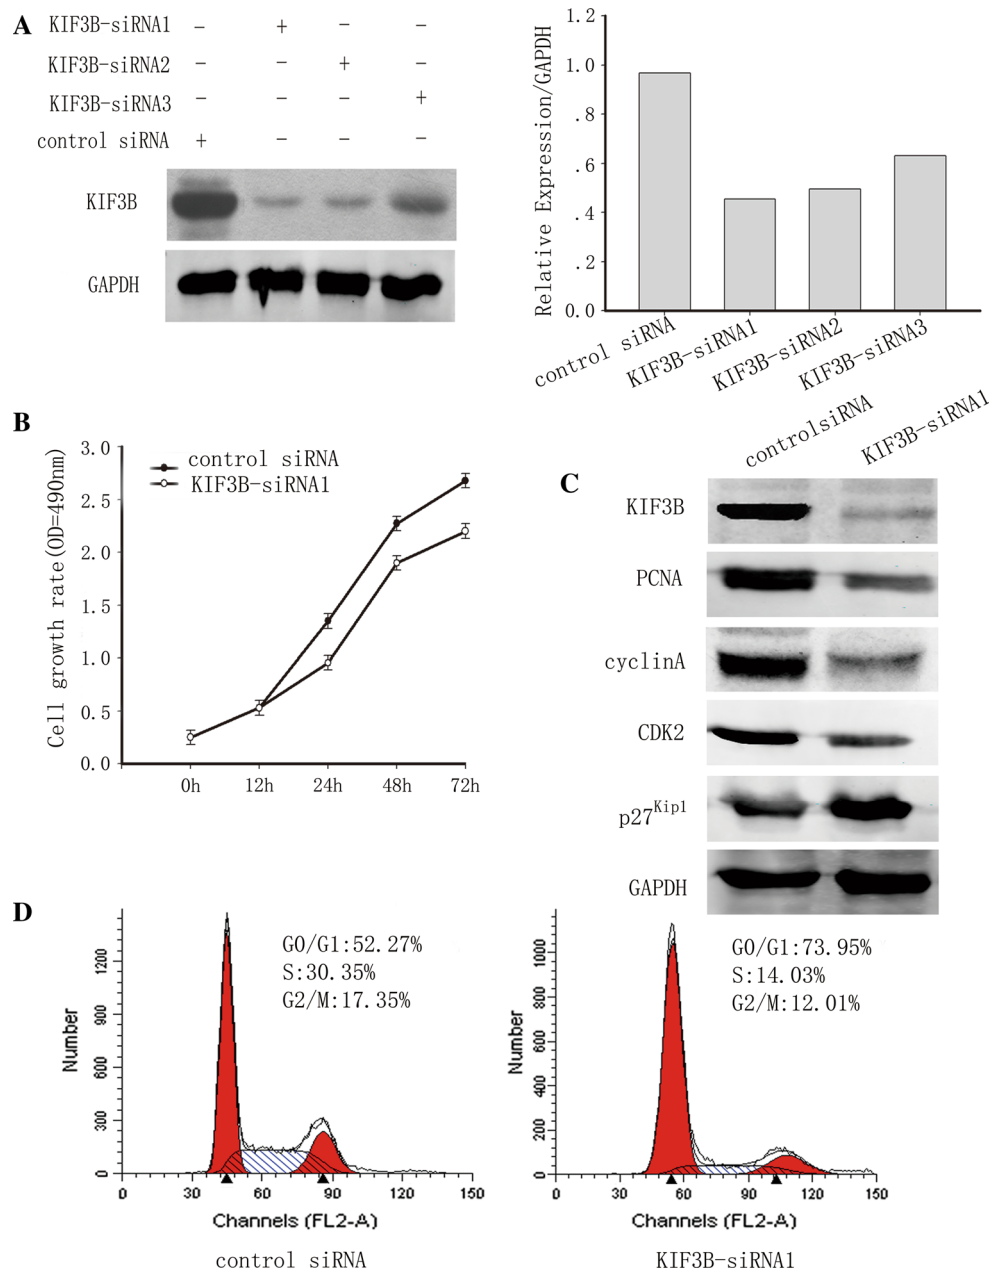 A
KIF3B-siRNA1 - + - -
KIF3B-siRNA2 - - + -
KIF3B-siRNA3 - - - +
control siRNA + - - -
KIF3B
GAPDH
Relative Expression/GAPDH
1.2
1.0
.8
.6
.4
.2
0.0
control siRNA
KIF3B-siRNA1
KIF3B-siRNA2
KIF3B-siRNA3
B
Cell growth rate(OD=490nm)
3.0
2.5
2.0
1.5
1.0
0.5
0.0
control siRNA
KIF3B-siRNA1
0h 12h 24h 48h 72h
C
controlsiRNA
KIF3B-siRNA1
KIF3B
PCNA
cyclinA
CDK2
p27Kip1
GAPDH
D
Number
1200
900
600
300
0
G0/G1:52.27%
S:30.35%
G2/M:17.35%
0 30 60 90 120 150
Channels (FL2-A)
control siRNA
Number
1000
800
600
400
200
0
G0/G1:73.95%
S:14.03%
G2/M:12.01%
0 30 60 90 120 150
Channels (FL2-A)
KIF3B-siRNA1